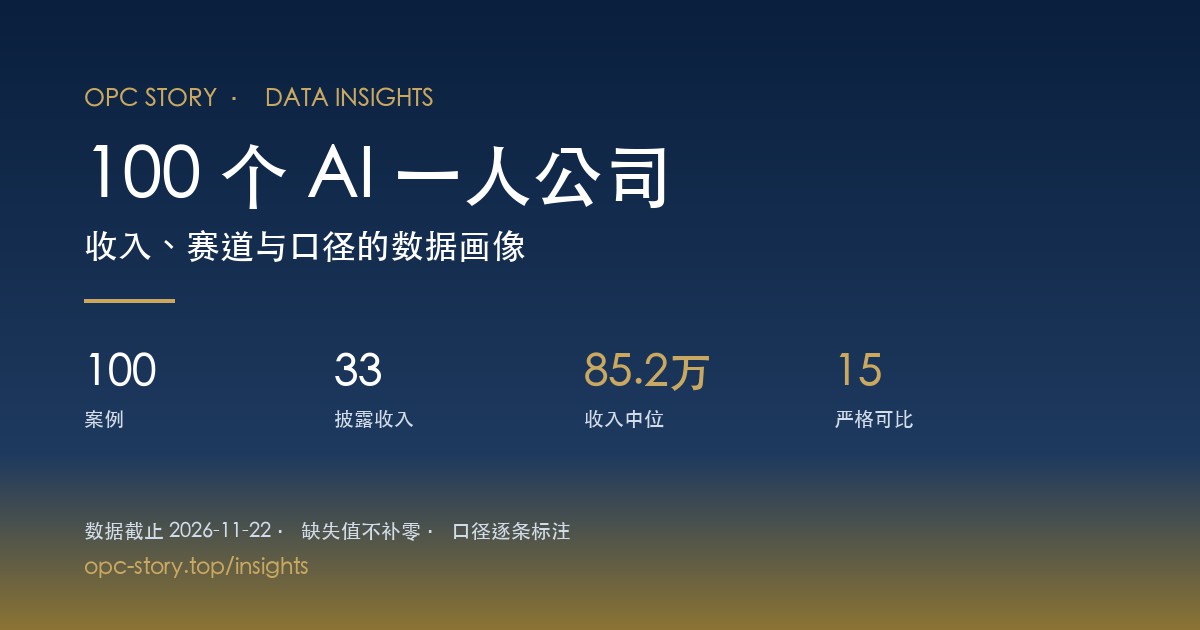 OPC STORY · DATA INSIGHTS
100 个 AI 一人公司
收入、赛道与口径的数据画像
100 33 85.2万 15
案例 披露收入 收入中位 严格可比
数据截止 2026-11-22 · 缺失值不补零 · 口径逐条标注
opc-story.top/insights